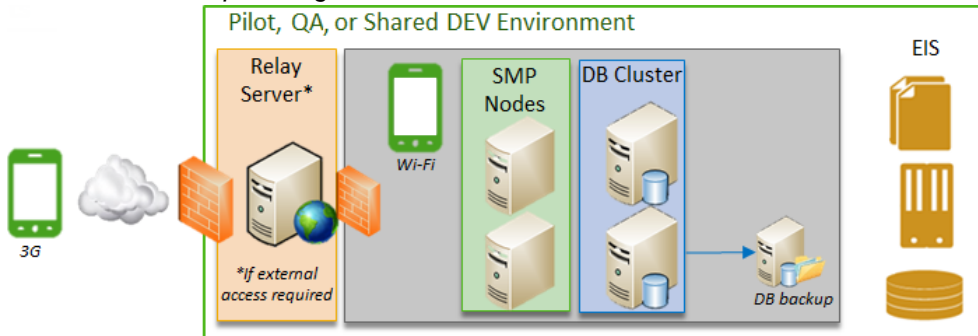 Pilot, QA, or Shared DEV Environment
Relay
Server*
SMP
Nodes
DB Cluster
EIS
Wi-Fi
3G
*If external
access required
DB backup